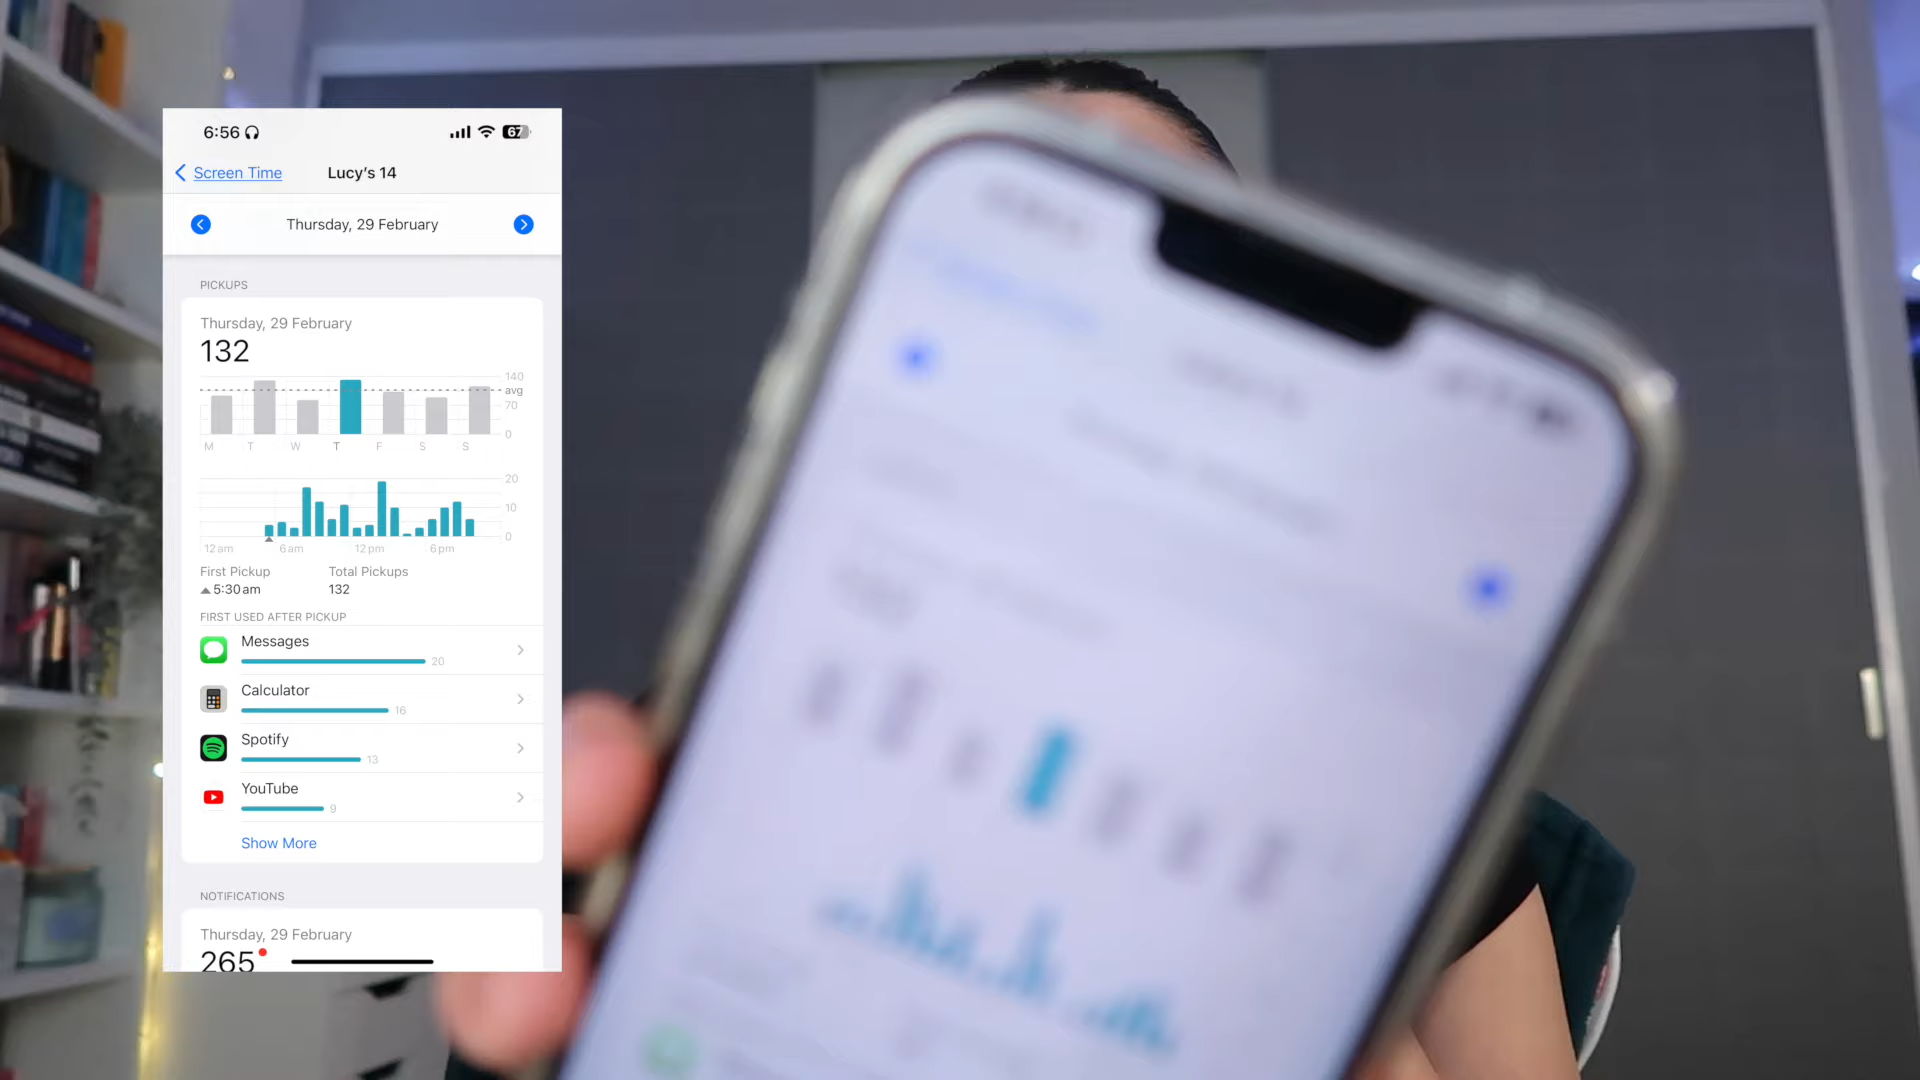 6:56
67
Screen Time
Lucy's 14
Thursday, 29 February
PICKUPS
Thursday, 29 February
132
140
avg
70
0
M T W T F S S
20
10
0
12 am 6 am 12 pm 6 pm
First Pickup Total Pickups
5:30 am 132
FIRST USED AFTER PICKUP
Messages
20
Calculator
16
Spotify
13
YouTube
9
Show More
NOTIFICATIONS
Thursday, 29 February
265